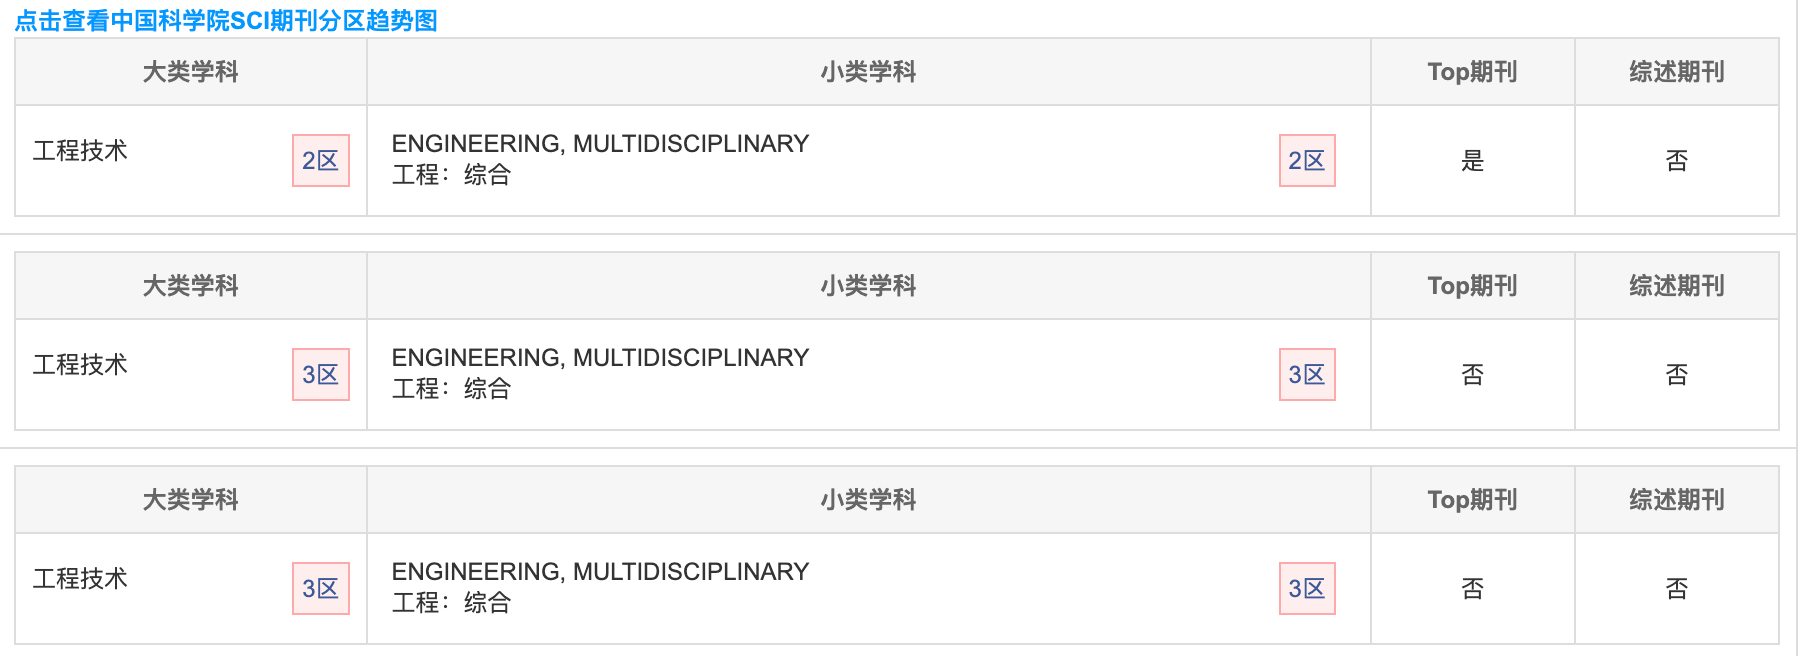 点击查看中国科学院SCI期刊分区趋势图
大类学科 小类学科 Top期刊 综述期刊
工程技术 2区 ENGINEERING, MULTIDISCIPLINARY 2区 是 否
工程：综合
大类学科 小类学科 Top期刊 综述期刊
工程技术 3区 ENGINEERING, MULTIDISCIPLINARY 3区 否 否
工程：综合
大类学科 小类学科 Top期刊 综述期刊
工程技术 3区 ENGINEERING, MULTIDISCIPLINARY 3区 否 否
工程：综合